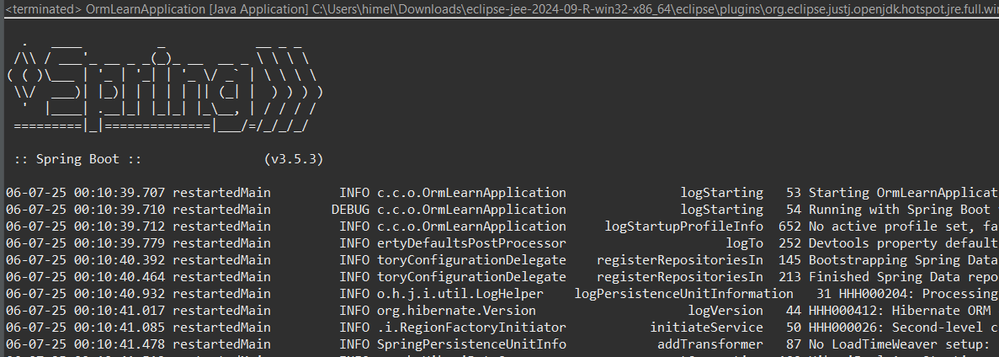 <terminated> OrmLearnApplication [Java Application] C:\Users\himel\Downloads\eclipse-jee-2024-09-R-win32-x86_64\eclipse\plugins\org.eclipse.justj.openjdk.hotspot.jre.full.win
  .   ____          _            __ _ _
 /\\ / ___'_ __ _ _(_)_ __  __ _ \ \ \ \
( ( )\___ | '_ | '_| | '_ \/ _` | \ \ \ \
 \\/  ___)| |_)| | | | | || (_| |  ) ) ) )
  '  |____| .__|_| |_|_| |_\__, | / / / /
 =========|_|==============|___/=/_/_/_/
 :: Spring Boot ::                (v3.5.3)
06-07-25 00:10:39.707 restartedMain INFO c.c.o.OrmLearnApplication logStarting 53 Starting OrmLearnApplicat
06-07-25 00:10:39.710 restartedMain DEBUG c.c.o.OrmLearnApplication logStarting 54 Running with Spring Boot
06-07-25 00:10:39.712 restartedMain INFO c.c.o.OrmLearnApplication logStartupProfileInfo 652 No active profile set, fa
06-07-25 00:10:39.779 restartedMain INFO ertyDefaultsPostProcessor logTo 252 Devtools property default
06-07-25 00:10:40.392 restartedMain INFO toryConfigurationDelegate registerRepositoriesIn 145 Bootstrapping Spring Data
06-07-25 00:10:40.464 restartedMain INFO toryConfigurationDelegate registerRepositoriesIn 213 Finished Spring Data repo
06-07-25 00:10:40.932 restartedMain INFO o.h.j.i.util.LogHelper logPersistenceUnitInformation 31 HHH000204: Processing
06-07-25 00:10:41.017 restartedMain INFO org.hibernate.Version logVersion 44 HHH000412: Hibernate ORM
06-07-25 00:10:41.085 restartedMain INFO .i.RegionFactoryInitiator initiateService 50 HHH000026: Second-level c
06-07-25 00:10:41.478 restartedMain INFO SpringPersistenceUnitInfo addTransformer 87 No LoadTimeWeaver setup: